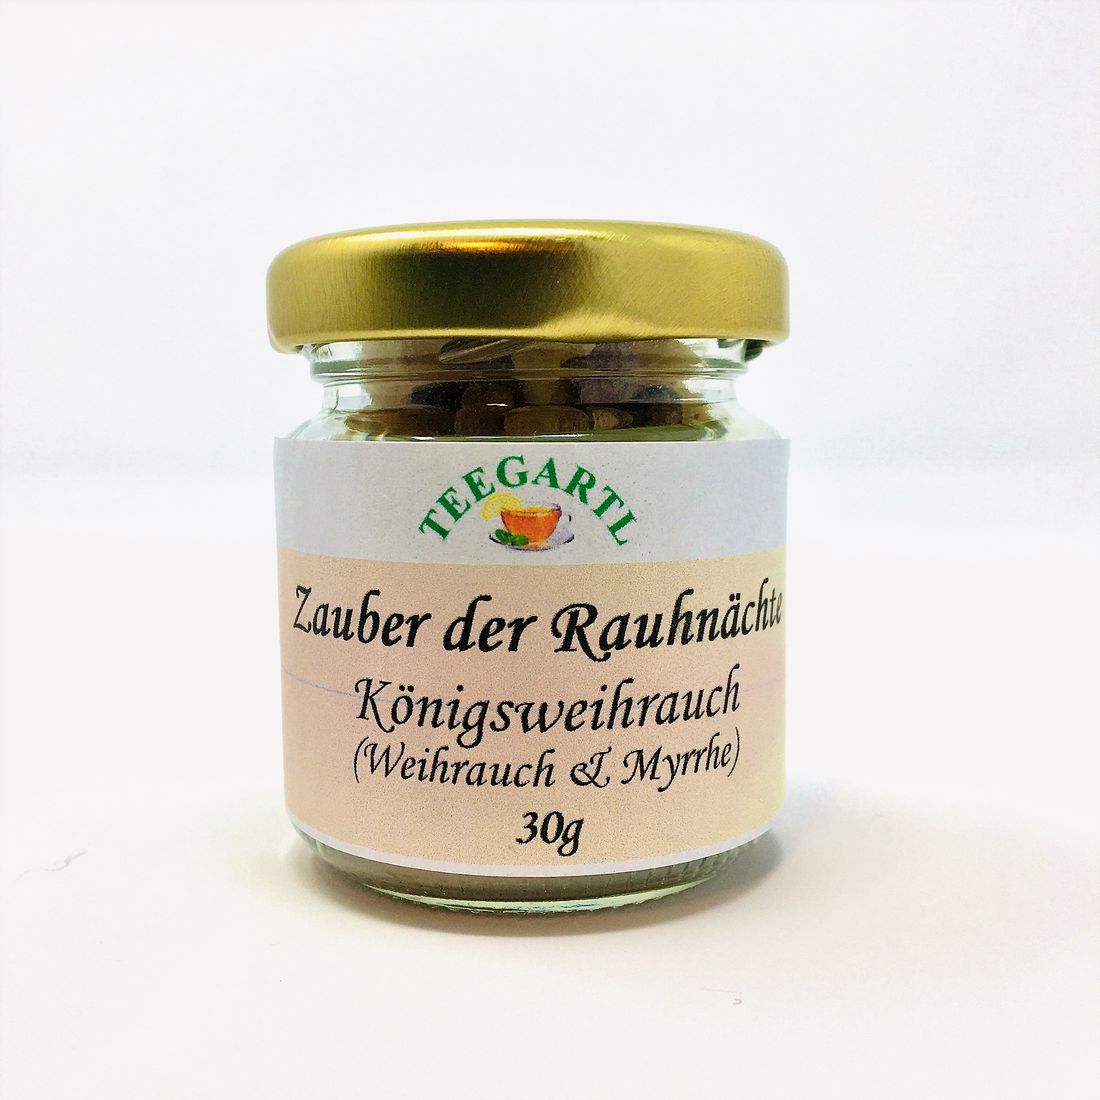 TEEGARTL
Zauber der Rauhnächte
Königsweihrauch
(Weihrauch & Myrrhe)
30g